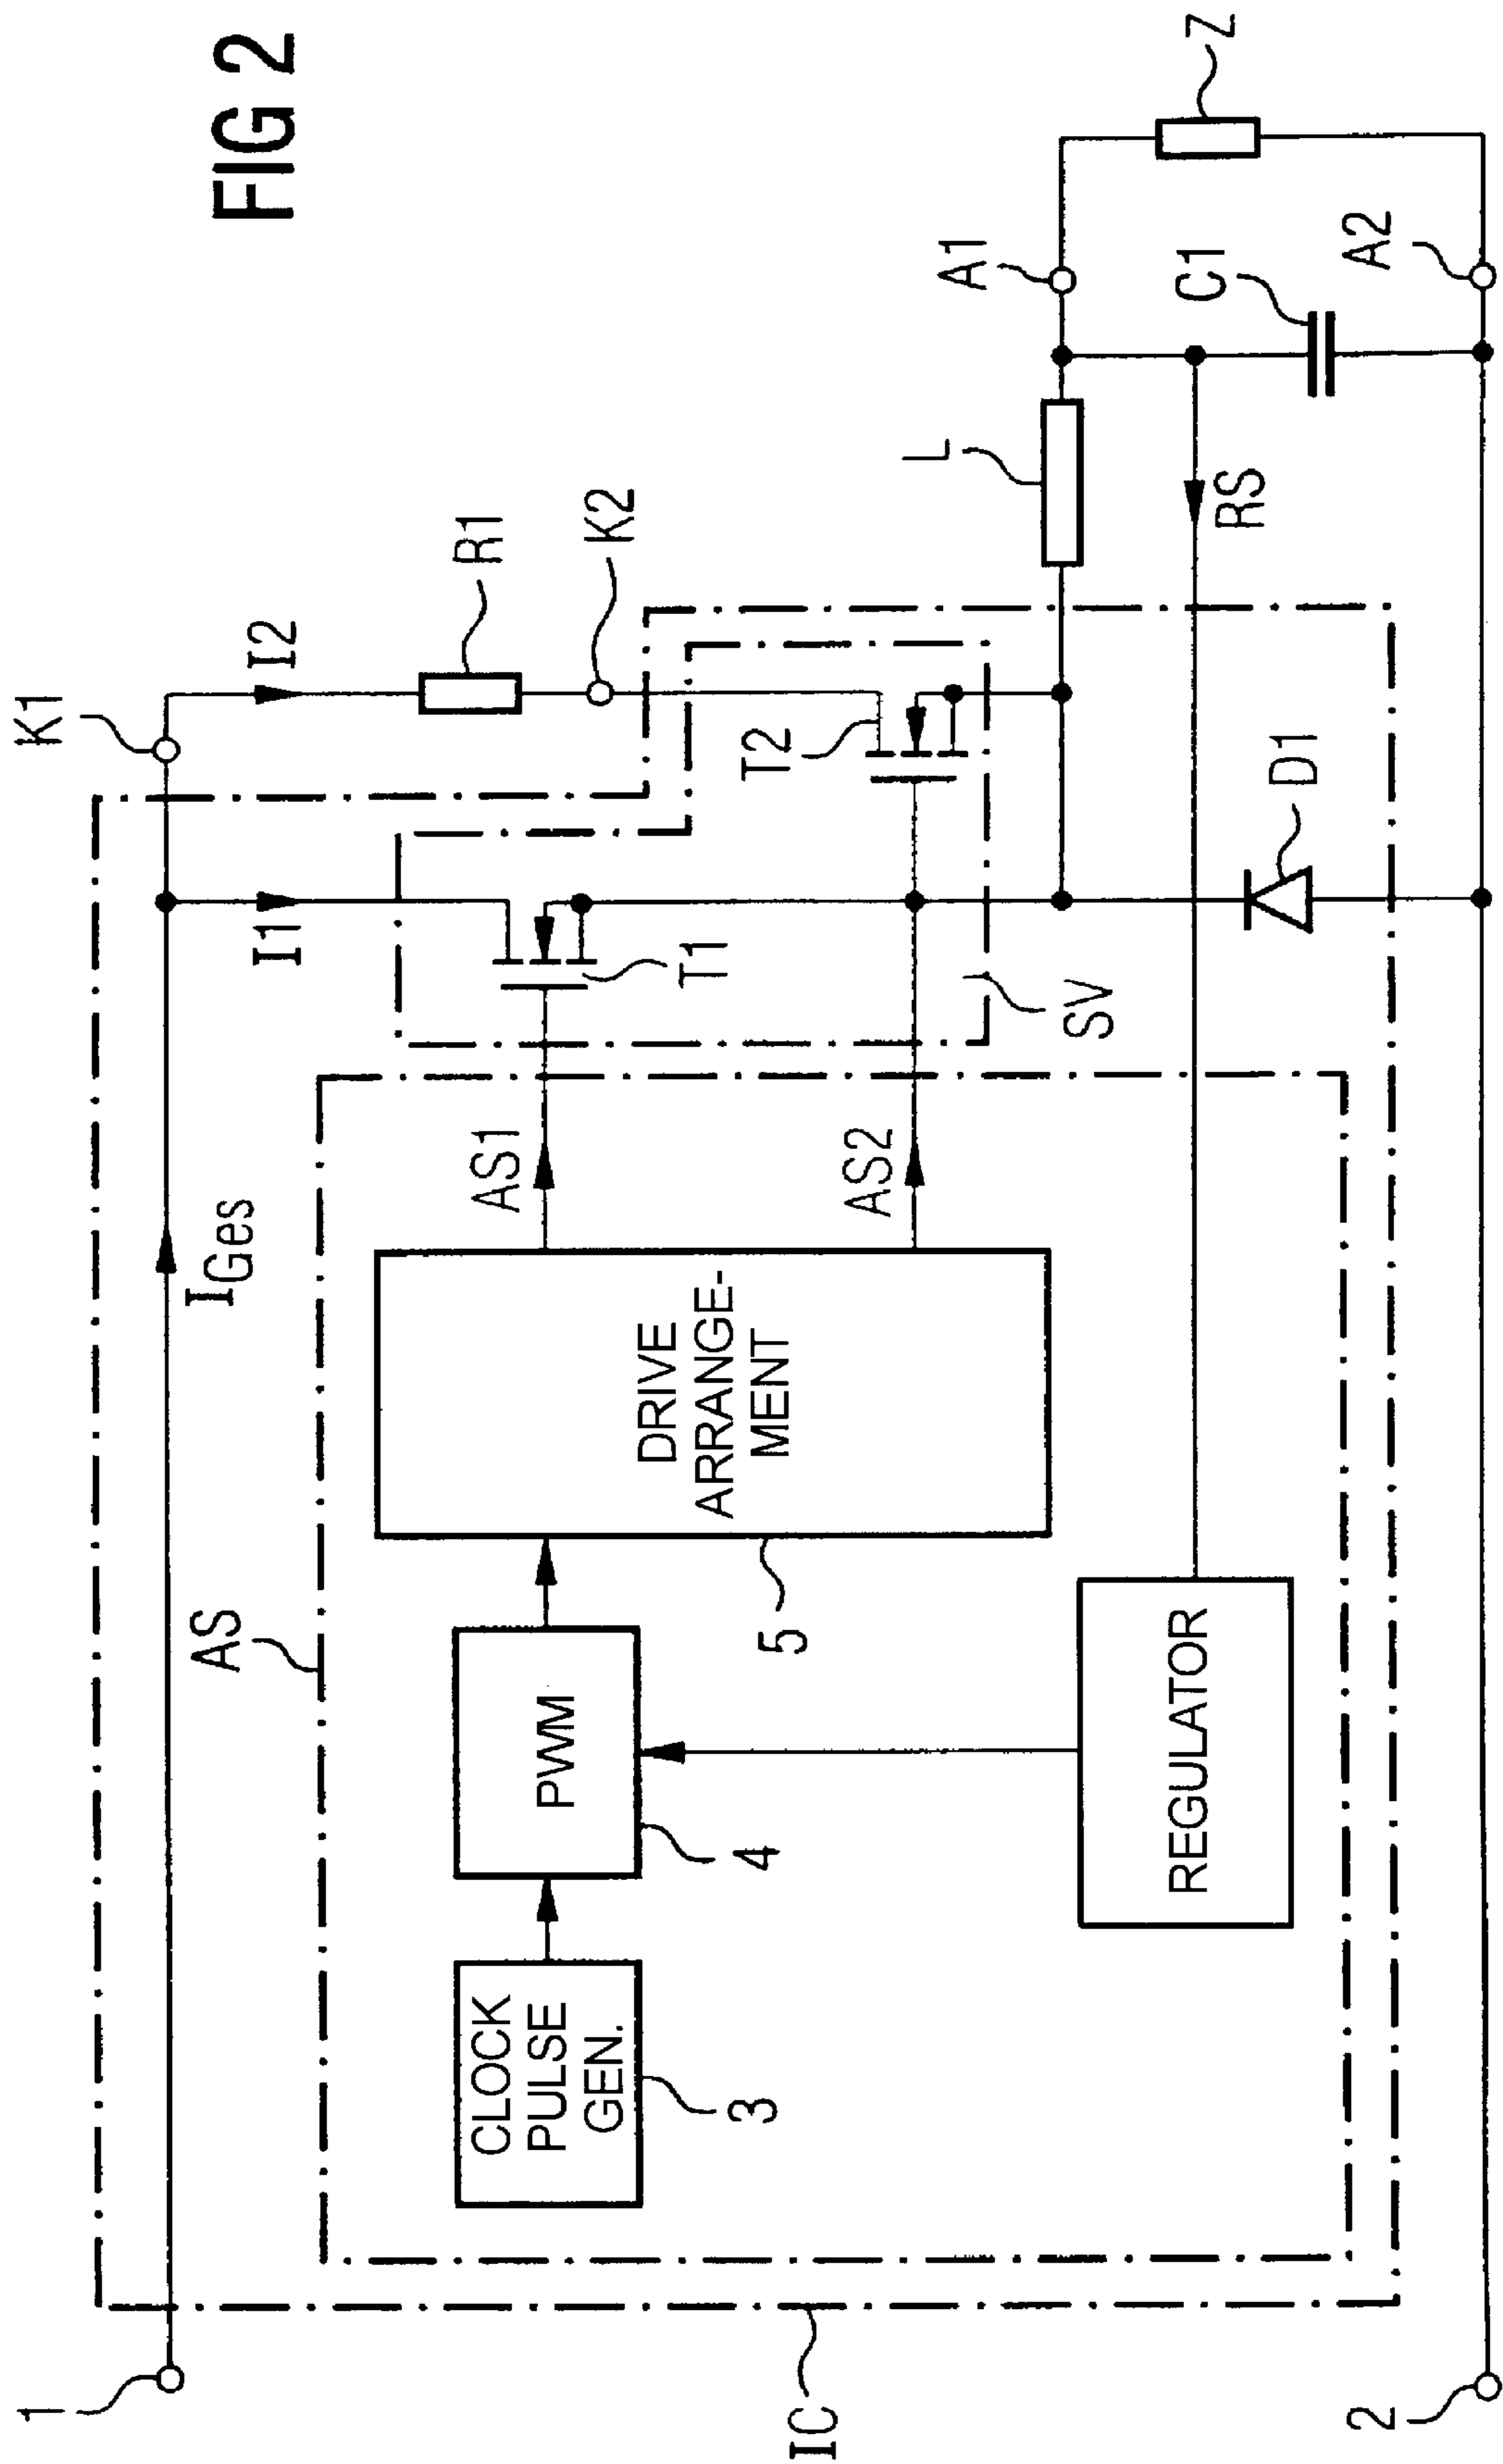 FIG 2
K1
I2
R1
K2
1
IGes
I1
T1
T2
L
A1
Z
AS
AS1
AS2
SV
RS
C1
A2
D1
CLOCK
PULSE
GEN.
3
PWM
4
DRIVE
ARRANGE-
MENT
5
REGULATOR
IC
2